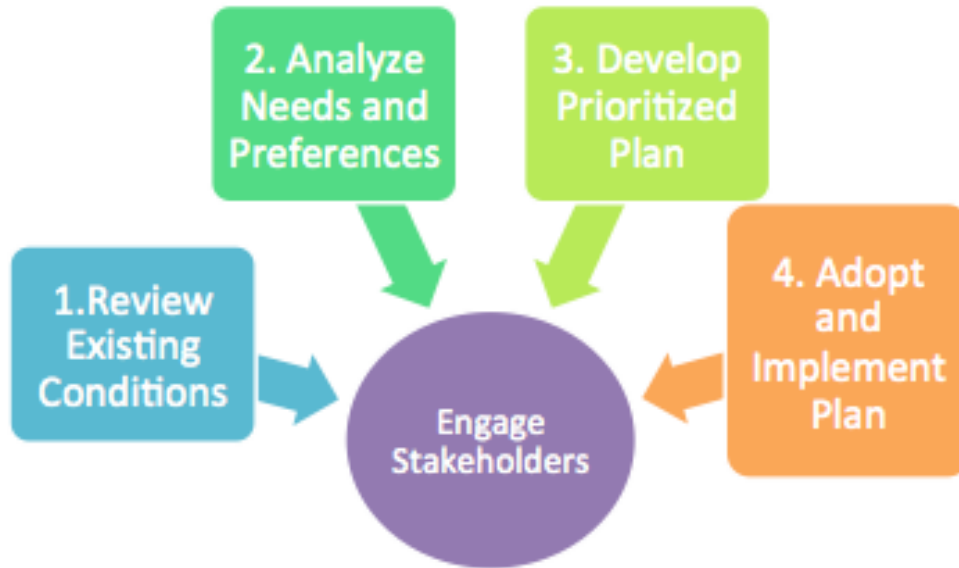 1.Review
Existing
Conditions
2. Analyze
Needs and
Preferences
3. Develop
Prioritized
Plan
4. Adopt
and
Implement
Plan
Engage
Stakeholders